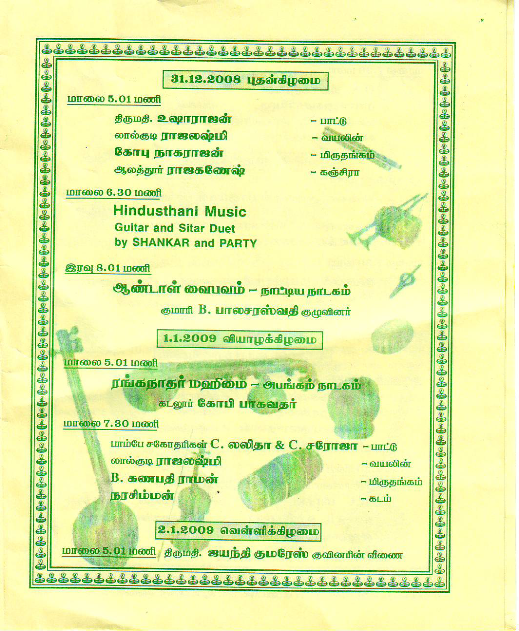 31.12.2008 புதன்கிழமை
மாலை 5.01 மணி
திருமதி. உஷாராஜன் – பாட்டு
லால்குடி ராஜலஷ்மி – வயலின்
கோபு நாகராஜன் – மிருதங்கம்
ஆலத்தூர் ராஜகணேஷ் – கஞ்சிரா
மாலை 6.30 மணி
Hindusthani Music
Guitar and Sitar Duet
by SHANKAR and PARTY
இரவு 8.01 மணி
ஆண்டாள் வைபவம் – நாட்டிய நாடகம்
குமாரி B. பாலசரஸ்வதி குழுவினர்
1.1.2009 வியாழக்கிழமை
மாலை 5.01 மணி
ரங்கநாதர் மஹிமை – அபங்கம் நாடகம்
கடலூர் கோபி பாகவதர்
மாலை 7.30 மணி
பாம்பே சகோதரிகள் C. லலிதா & C. சரோஜா – பாட்டு
லால்குடி ராஜலஷ்மி – வயலின்
B. கணபதி ராமன் – மிருதங்கம்
நரசிம்மன் – கடம்
2.1.2009 வெள்ளிக்கிழமை
மாலை 5.01 மணி திருமதி. ஜயந்தி குமரேஸ் குவினரின் வீணை